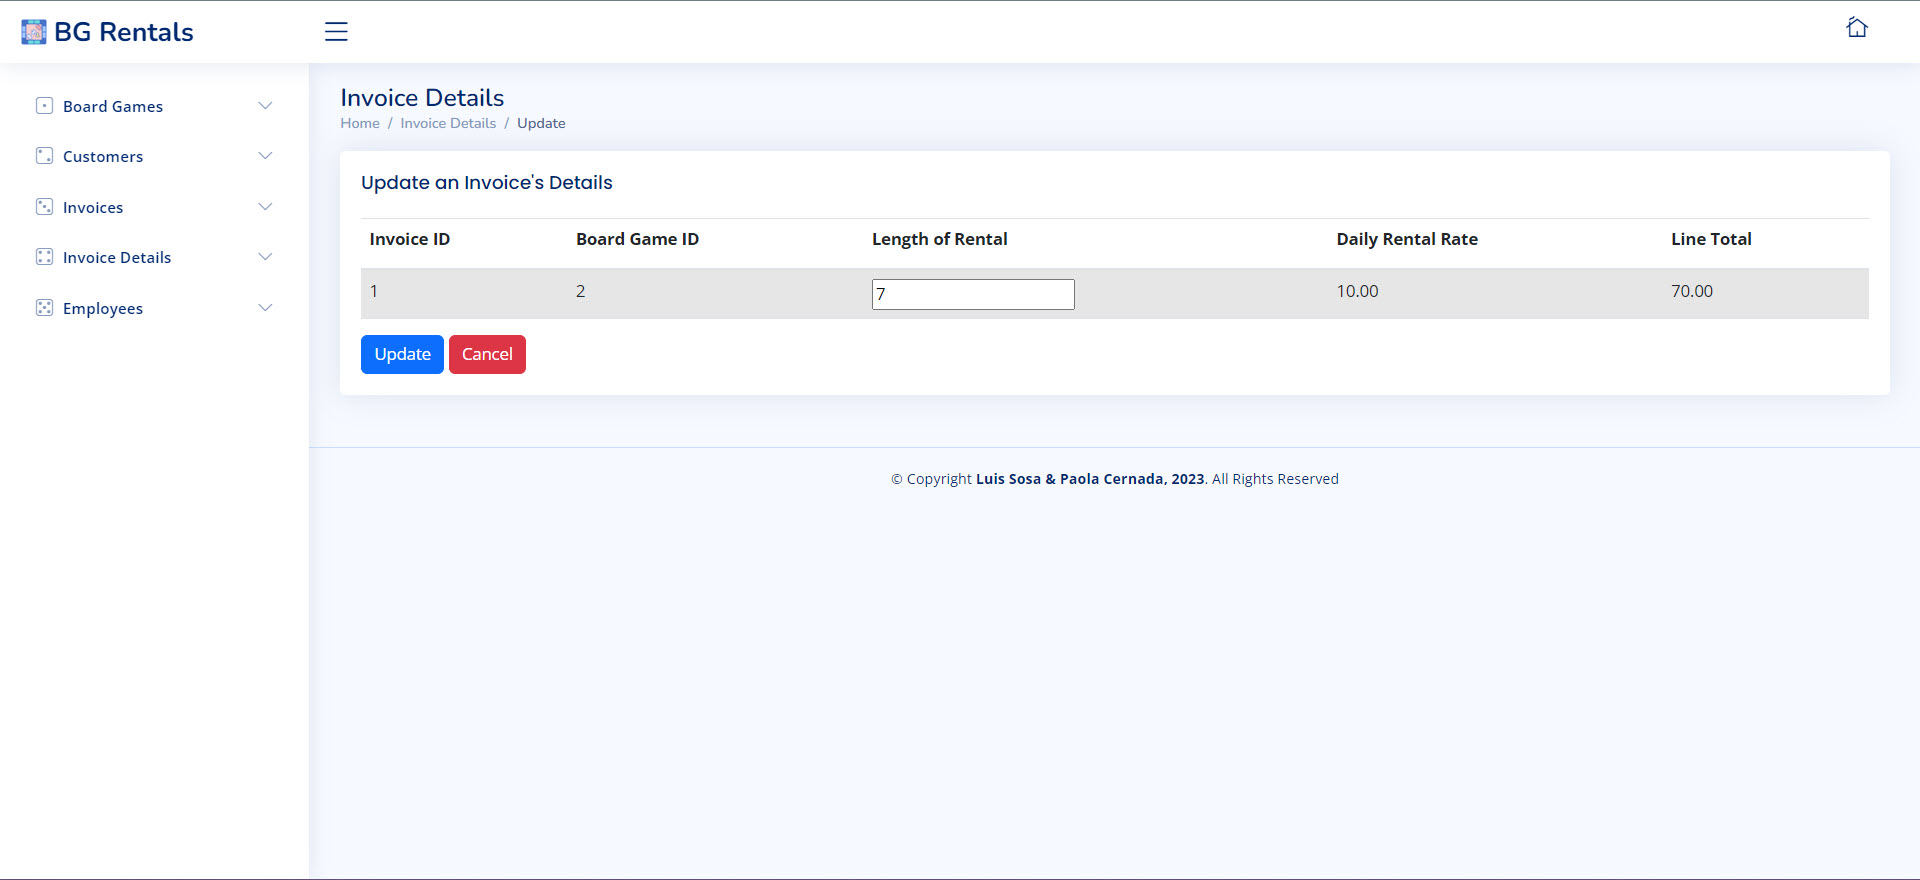 BG Rentals
Board Games
Customers
Invoices
Invoice Details
Employees
Invoice Details
Home / Invoice Details / Update
Update an Invoice's Details
Invoice ID Board Game ID Length of Rental Daily Rental Rate Line Total
1 2 7 10.00 70.00
Update Cancel
© Copyright Luis Sosa & Paola Cernada, 2023. All Rights Reserved